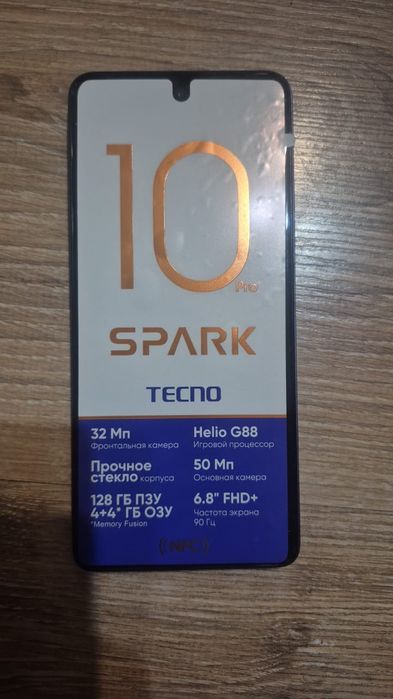 10
Pro
SPARK
TECNO
32 Мп
Фронтальная камера
Helio G88
Игровой процессор
Прочное
стекло корпуса
50 Мп
Основная камера
128 ГБ ПЗУ
4+4* ГБ ОЗУ
*Memory Fusion
6.8" FHD+
Частота экрана
90 Гц
NFC